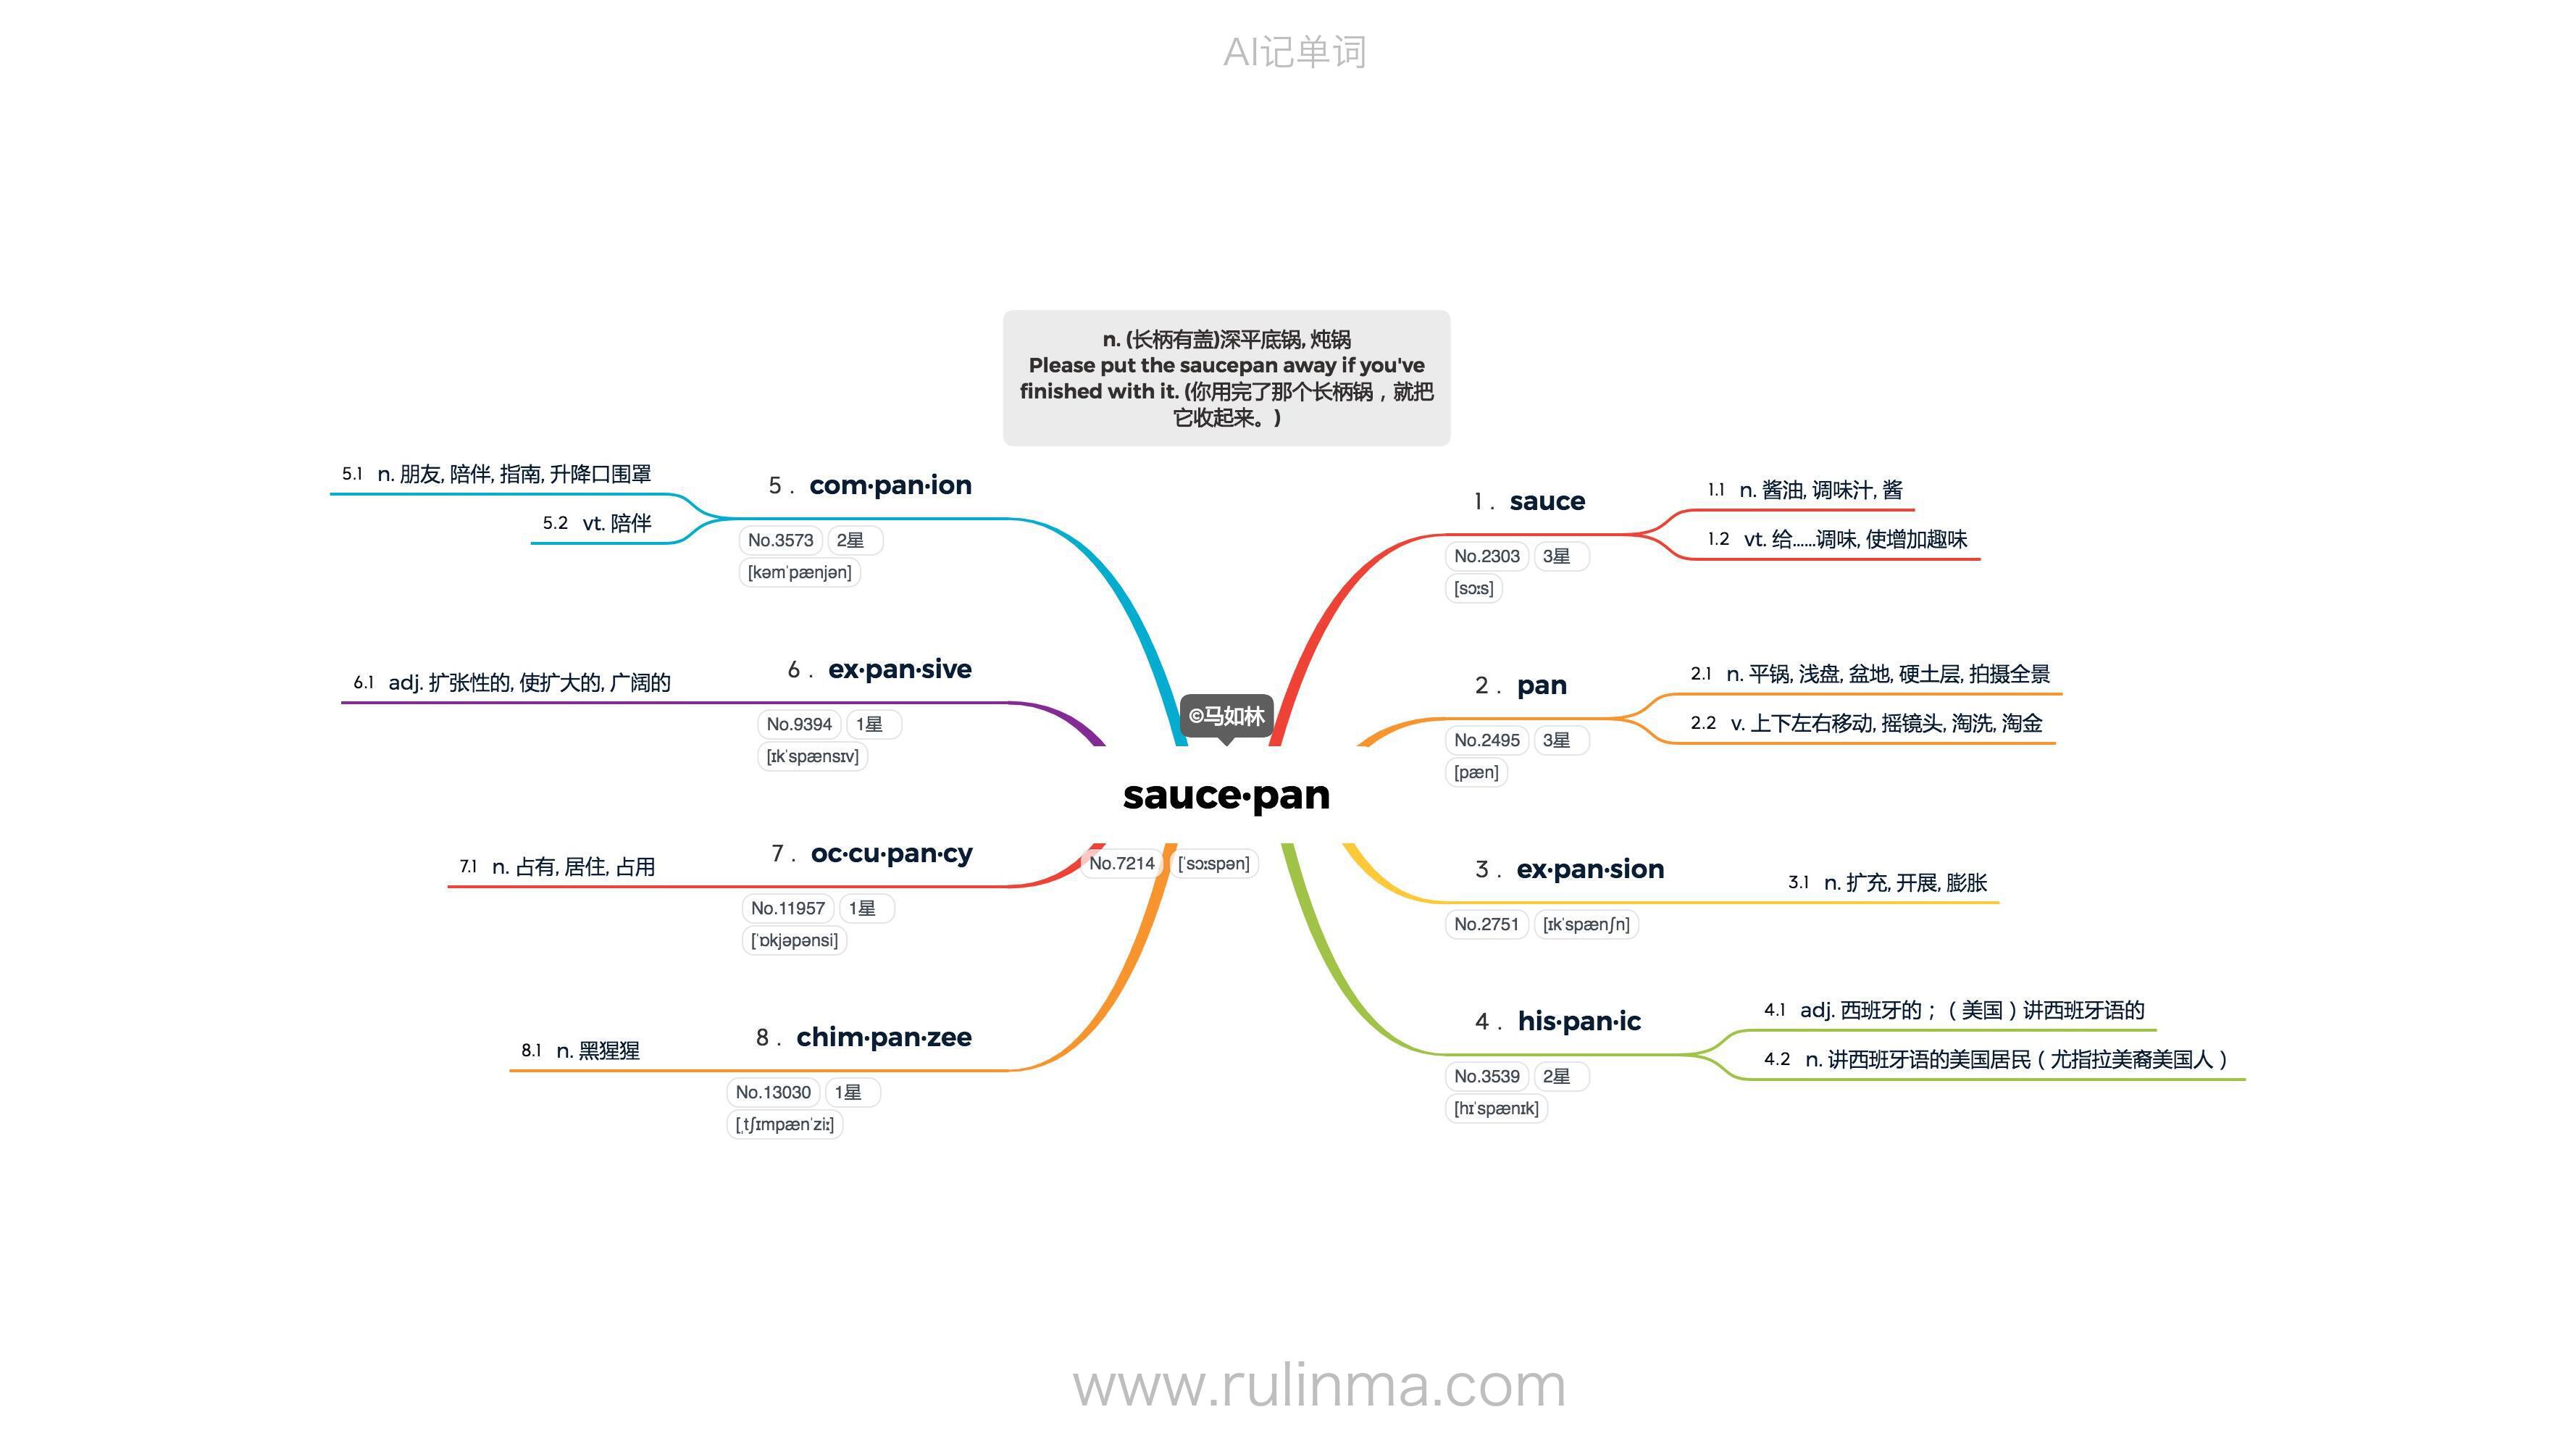 AI记单词
n. (长柄有盖)深平底锅, 炖锅
Please put the saucepan away if you've
finished with it. (你用完了那个长柄锅，就把
它收起来。)
©马如林
sauce·pan
No.7214 [ˈsɔːspən]
1. sauce
No.2303 3星
[sɔːs]
1.1 n. 酱油, 调味汁, 酱
1.2 vt. 给……调味, 使增加趣味
2. pan
No.2495 3星
[pæn]
2.1 n. 平锅, 浅盘, 盆地, 硬土层, 拍摄全景
2.2 v. 上下左右移动, 摇镜头, 淘洗, 淘金
3. ex·pan·sion
No.2751 [ɪkˈspænʃn]
3.1 n. 扩充, 开展, 膨胀
4. his·pan·ic
No.3539 2星
[hɪˈspænɪk]
4.1 adj. 西班牙的；（美国）讲西班牙语的
4.2 n. 讲西班牙语的美国居民（尤指拉美裔美国人）
5. com·pan·ion
No.3573 2星
[kəmˈpænjən]
5.1 n. 朋友, 陪伴, 指南, 升降口围罩
5.2 vt. 陪伴
6. ex·pan·sive
No.9394 1星
[ɪkˈspænsɪv]
6.1 adj. 扩张性的, 使扩大的, 广阔的
7. oc·cu·pan·cy
No.11957 1星
[ˈɒkjəpənsi]
7.1 n. 占有, 居住, 占用
8. chim·pan·zee
No.13030 1星
[ˌtʃɪmpænˈziː]
8.1 n. 黑猩猩
www.rulinma.com